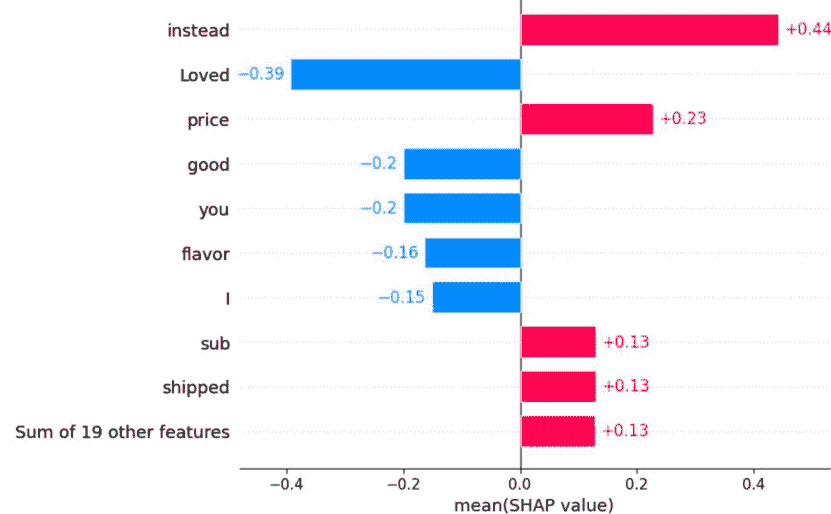 instead +0.44
Loved −0.39
price +0.23
good −0.2
you −0.2
flavor −0.16
I −0.15
sub +0.13
shipped +0.13
Sum of 19 other features +0.13
−0.4 −0.2 0.0 0.2 0.4
mean(SHAP value)